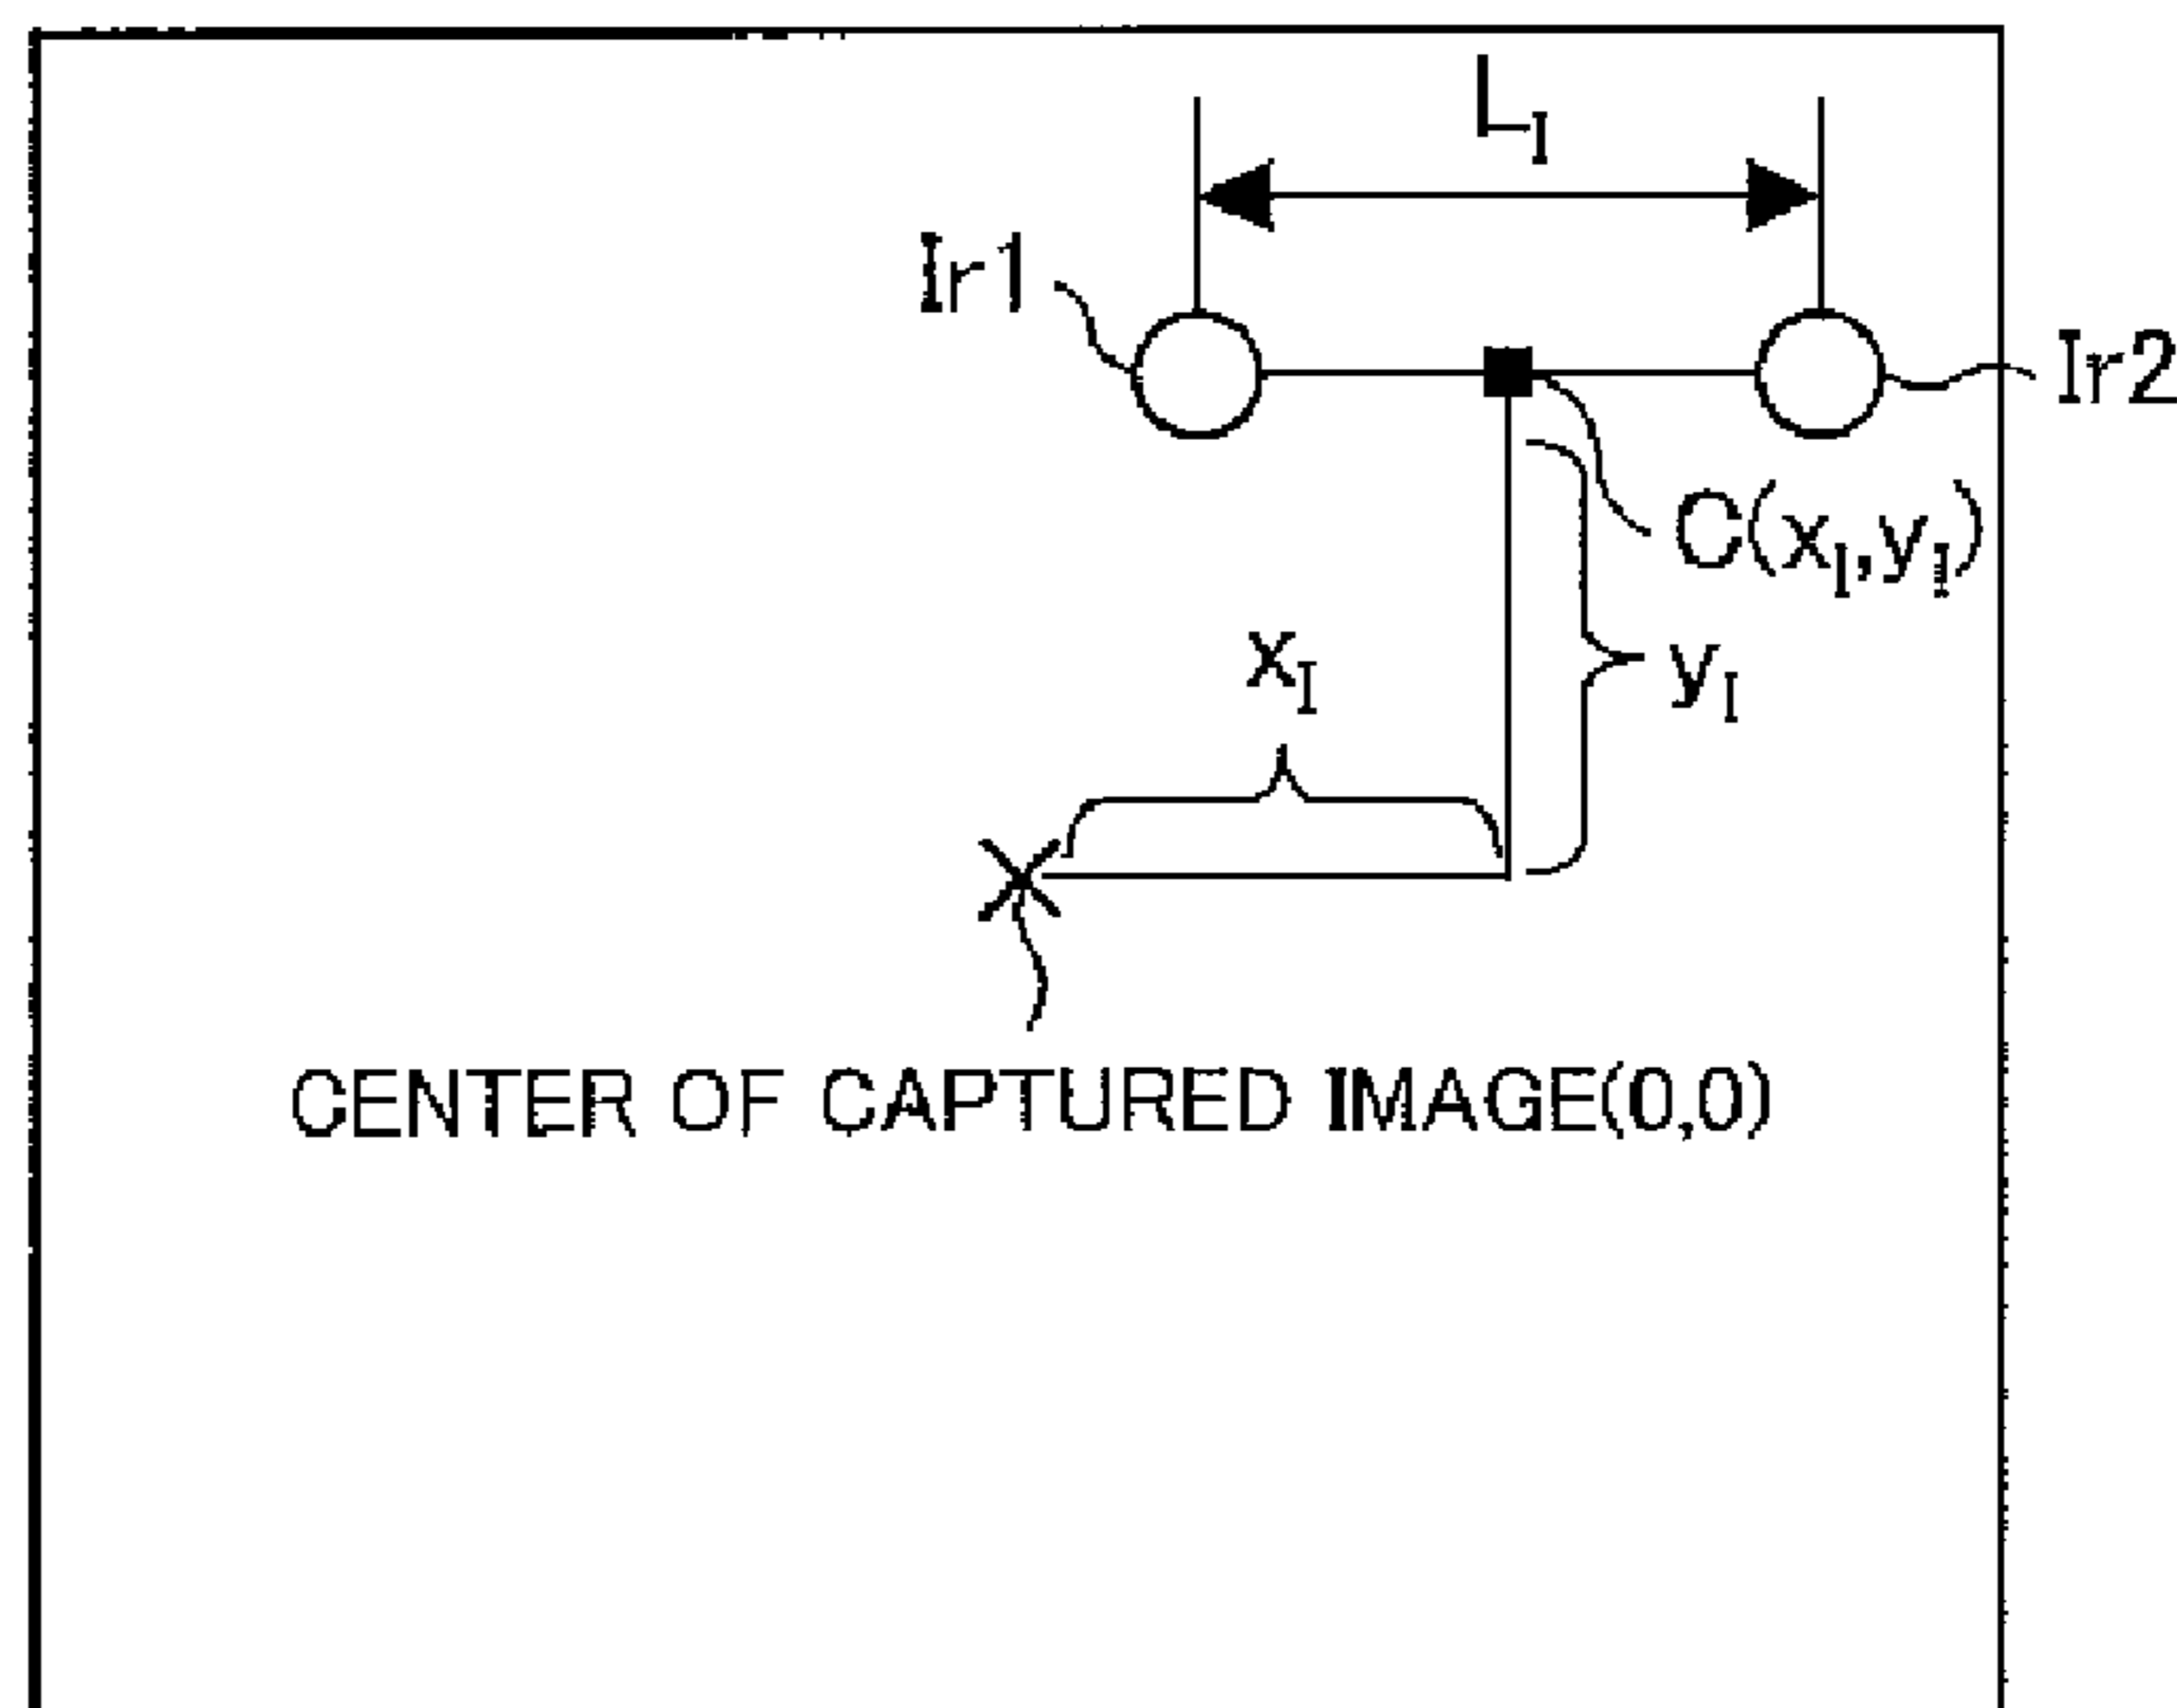 L_I
Ir1
Ir2
C(x_I,y_I)
x_I
y_I
CENTER OF CAPTURED IMAGE(0,0)